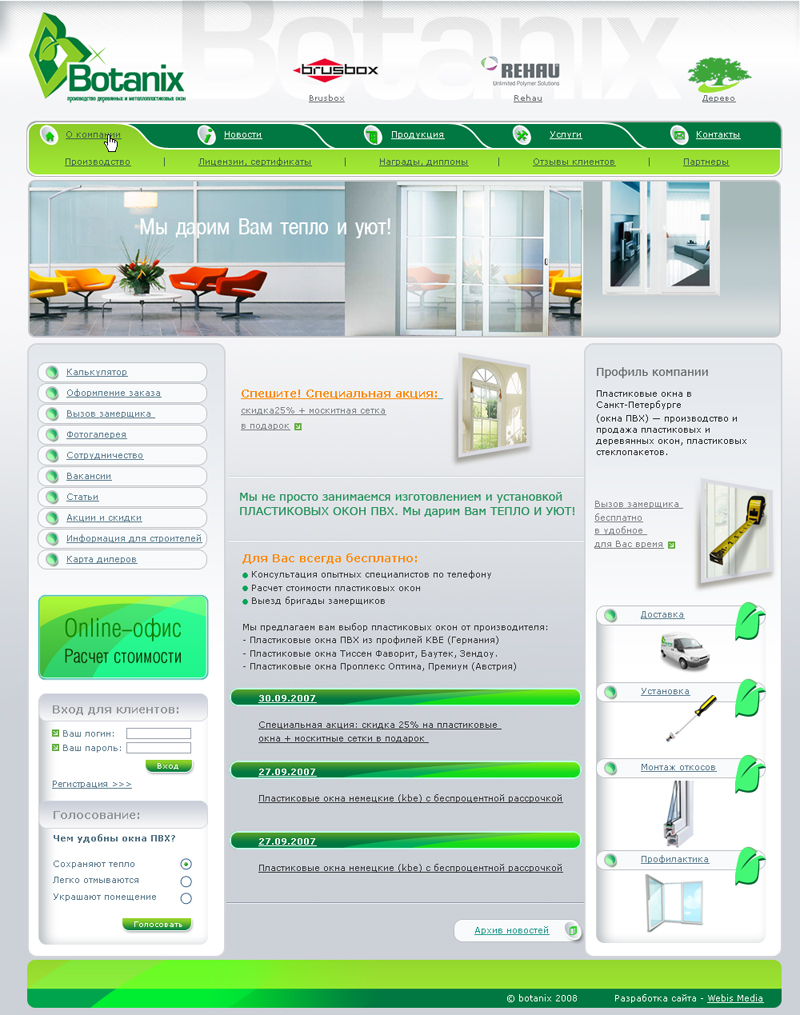 Botanix
Botanix
производство деревянных и металлопластиковых окон
brusbox
REHAU
Unlimited Polymer Solutions
Brusbox
Rehau
Дерево
О компании
Новости
Продукция
Услуги
Контакты
Производство | Лицензии, сертификаты | Награды, дипломы | Отзывы клиентов | Партнеры
Мы дарим Вам тепло и уют!
Калькулятор
Оформление заказа
Вызов замерщика
Фотогалерея
Сотрудничество
Вакансии
Статьи
Акции и скидки
Информация для строителей
Карта дилеров
Online-офис
Расчет стоимости
Вход для клиентов:
Ваш логин:
Ваш пароль:
Вход
Регистрация >>>
Голосование:
Чем удобны окна ПВХ?
Сохраняют тепло
Легко отмываются
Украшают помещение
Голосовать
Спешите! Специальная акция:
скидка25% + москитная сетка
в подарок
Мы не просто занимаемся изготовлением и установкой
ПЛАСТИКОВЫХ ОКОН ПВХ. Мы дарим Вам ТЕПЛО И УЮТ!
Для Вас всегда бесплатно:
Консультация опытных специалистов по телефону
Расчет стоимости пластиковых окон
Выезд бригады замерщиков
Мы предлагаем вам выбор пластиковых окон от производителя:
- Пластиковые окна ПВХ из профилей KBE (Германия)
- Пластиковые окна Тиссен Фаворит, Баутек, Зендоу.
- Пластиковые окна Проплекс Оптима, Премиум (Австрия)
30.09.2007
Специальная акция: скидка 25% на пластиковые
окна + москитные сетки в подарок
27.09.2007
Пластиковые окна немецкие (kbe) с беспроцентной рассрочкой
27.09.2007
Пластиковые окна немецкие (kbe) с беспроцентной рассрочкой
Архив новостей
Профиль компании
Пластиковые окна в
Санкт-Петербурге
(окна ПВХ) — производство и
продажа пластиковых и
деревянных окон, пластиковых
стеклопакетов.
Вызов замерщика
бесплатно
в удобное
для Вас время
Доставка
Установка
Монтаж откосов
Профилактика
© botanix 2008
Разработка сайта - Webis Media